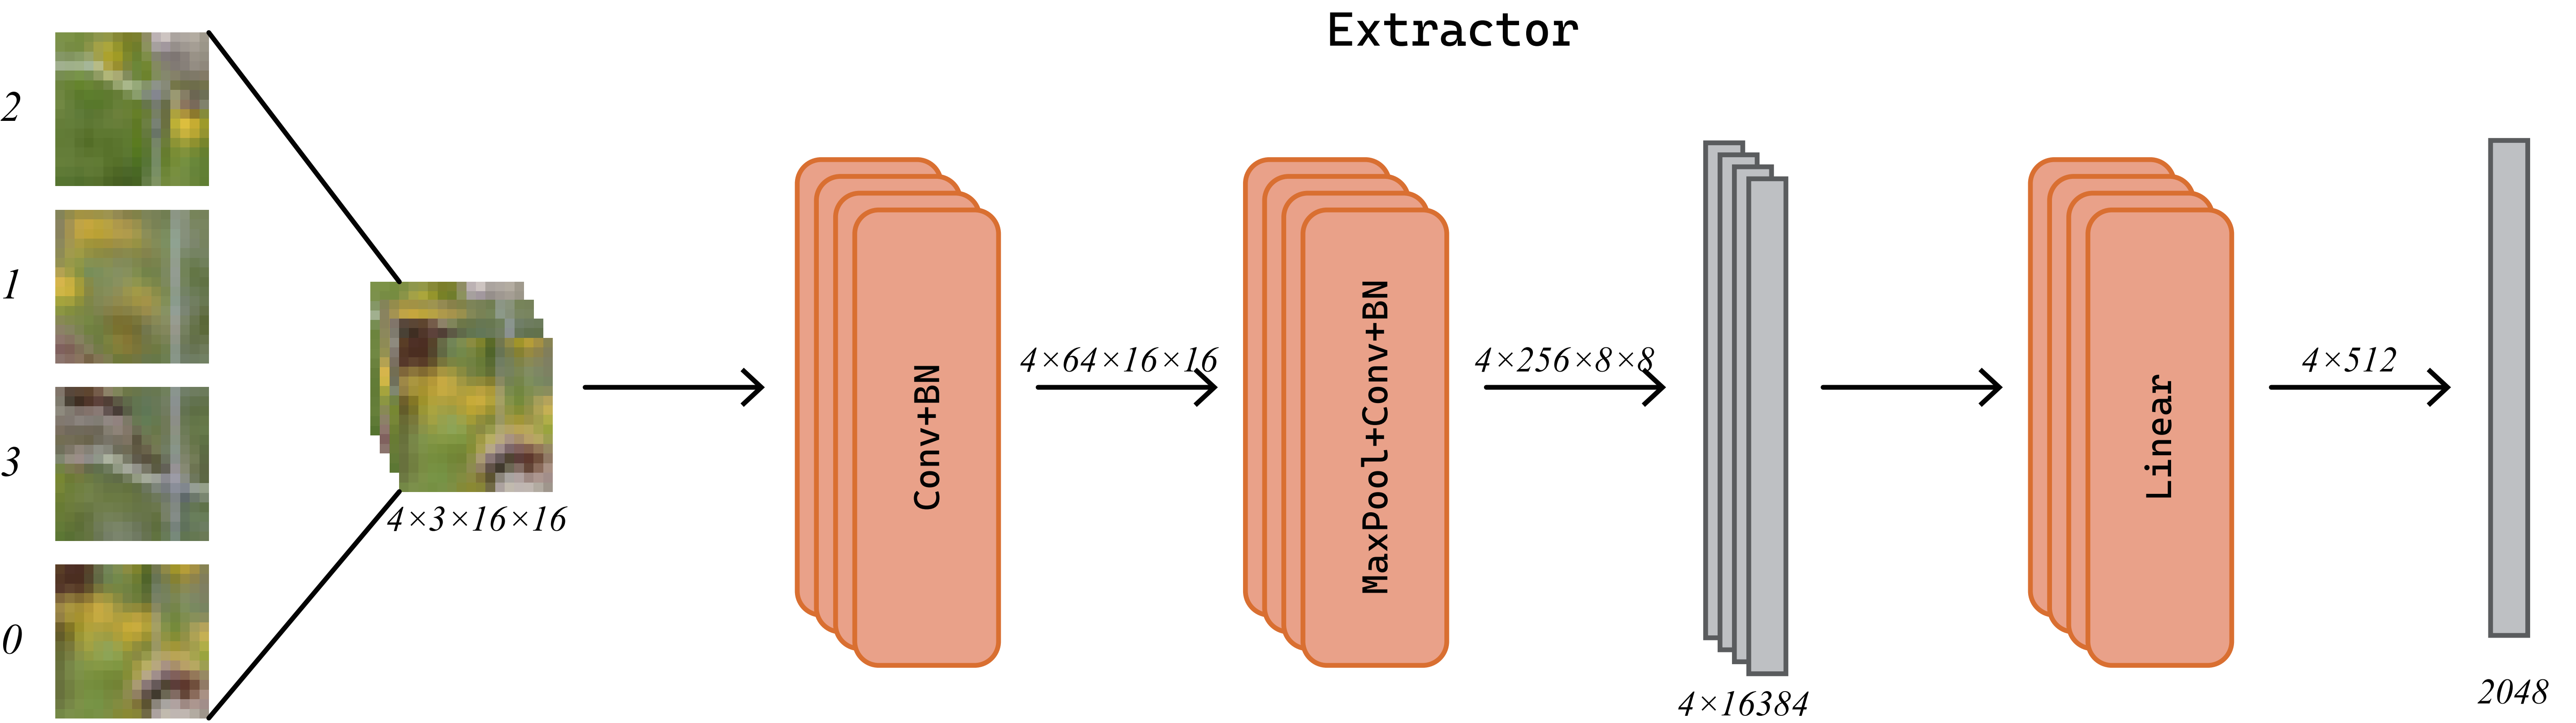 Extractor
2
1
3
0
4×3×16×16
Conv+BN
4×64×16×16
MaxPool+Conv+BN
4×256×8×8
4×16384
Linear
4×512
2048